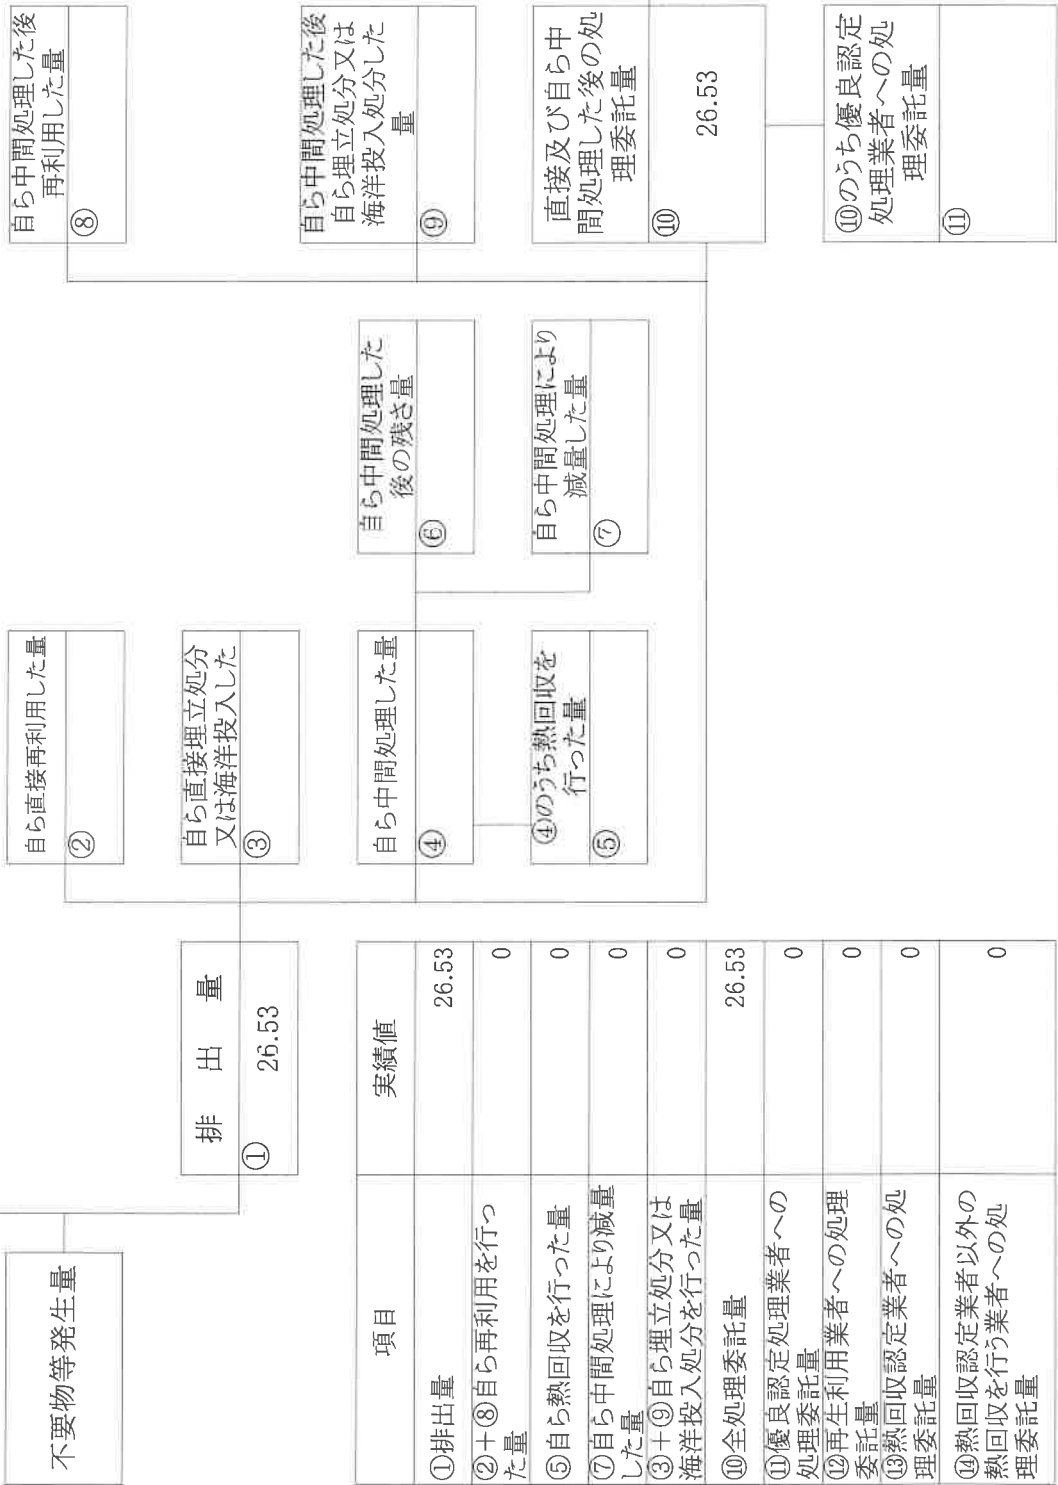 不要物等発生量
排出量
①
26.53
自ら直接再利用した量
②
自ら直接埋立処分
又は海洋投入した
③
自ら中間処理した量
④
④のうち熱回収を
行った量
⑤
自ら中間処理した
後の残さ量
⑥
自ら中間処理により
減量した量
⑦
自ら中間処理した後
再利用した量
⑧
自ら中間処理した後
自ら埋立処分又は
海洋投入処分した
量
⑨
直接及び自ら中
間処理した後の処
理委託量
⑩
26.53
⑩のうち優良認定
処理業者への処
理委託量
⑪
項目 実績値
①排出量 26.53
②+⑧自ら再利用を行っ
た量 0
⑤自ら熱回収を行った量 0
⑦自ら中間処理により減量
した量 0
③+⑨自ら埋立処分又は
海洋投入処分を行った量 0
⑩全処理委託量 26.53
⑪優良認定処理業者への
処理委託量 0
⑫再生利用業者への処理
委託量 0
⑬熱回収認定業者への処
理委託量 0
⑭熱回収認定業者以外の
熱回収を行う業者への処
理委託量 0